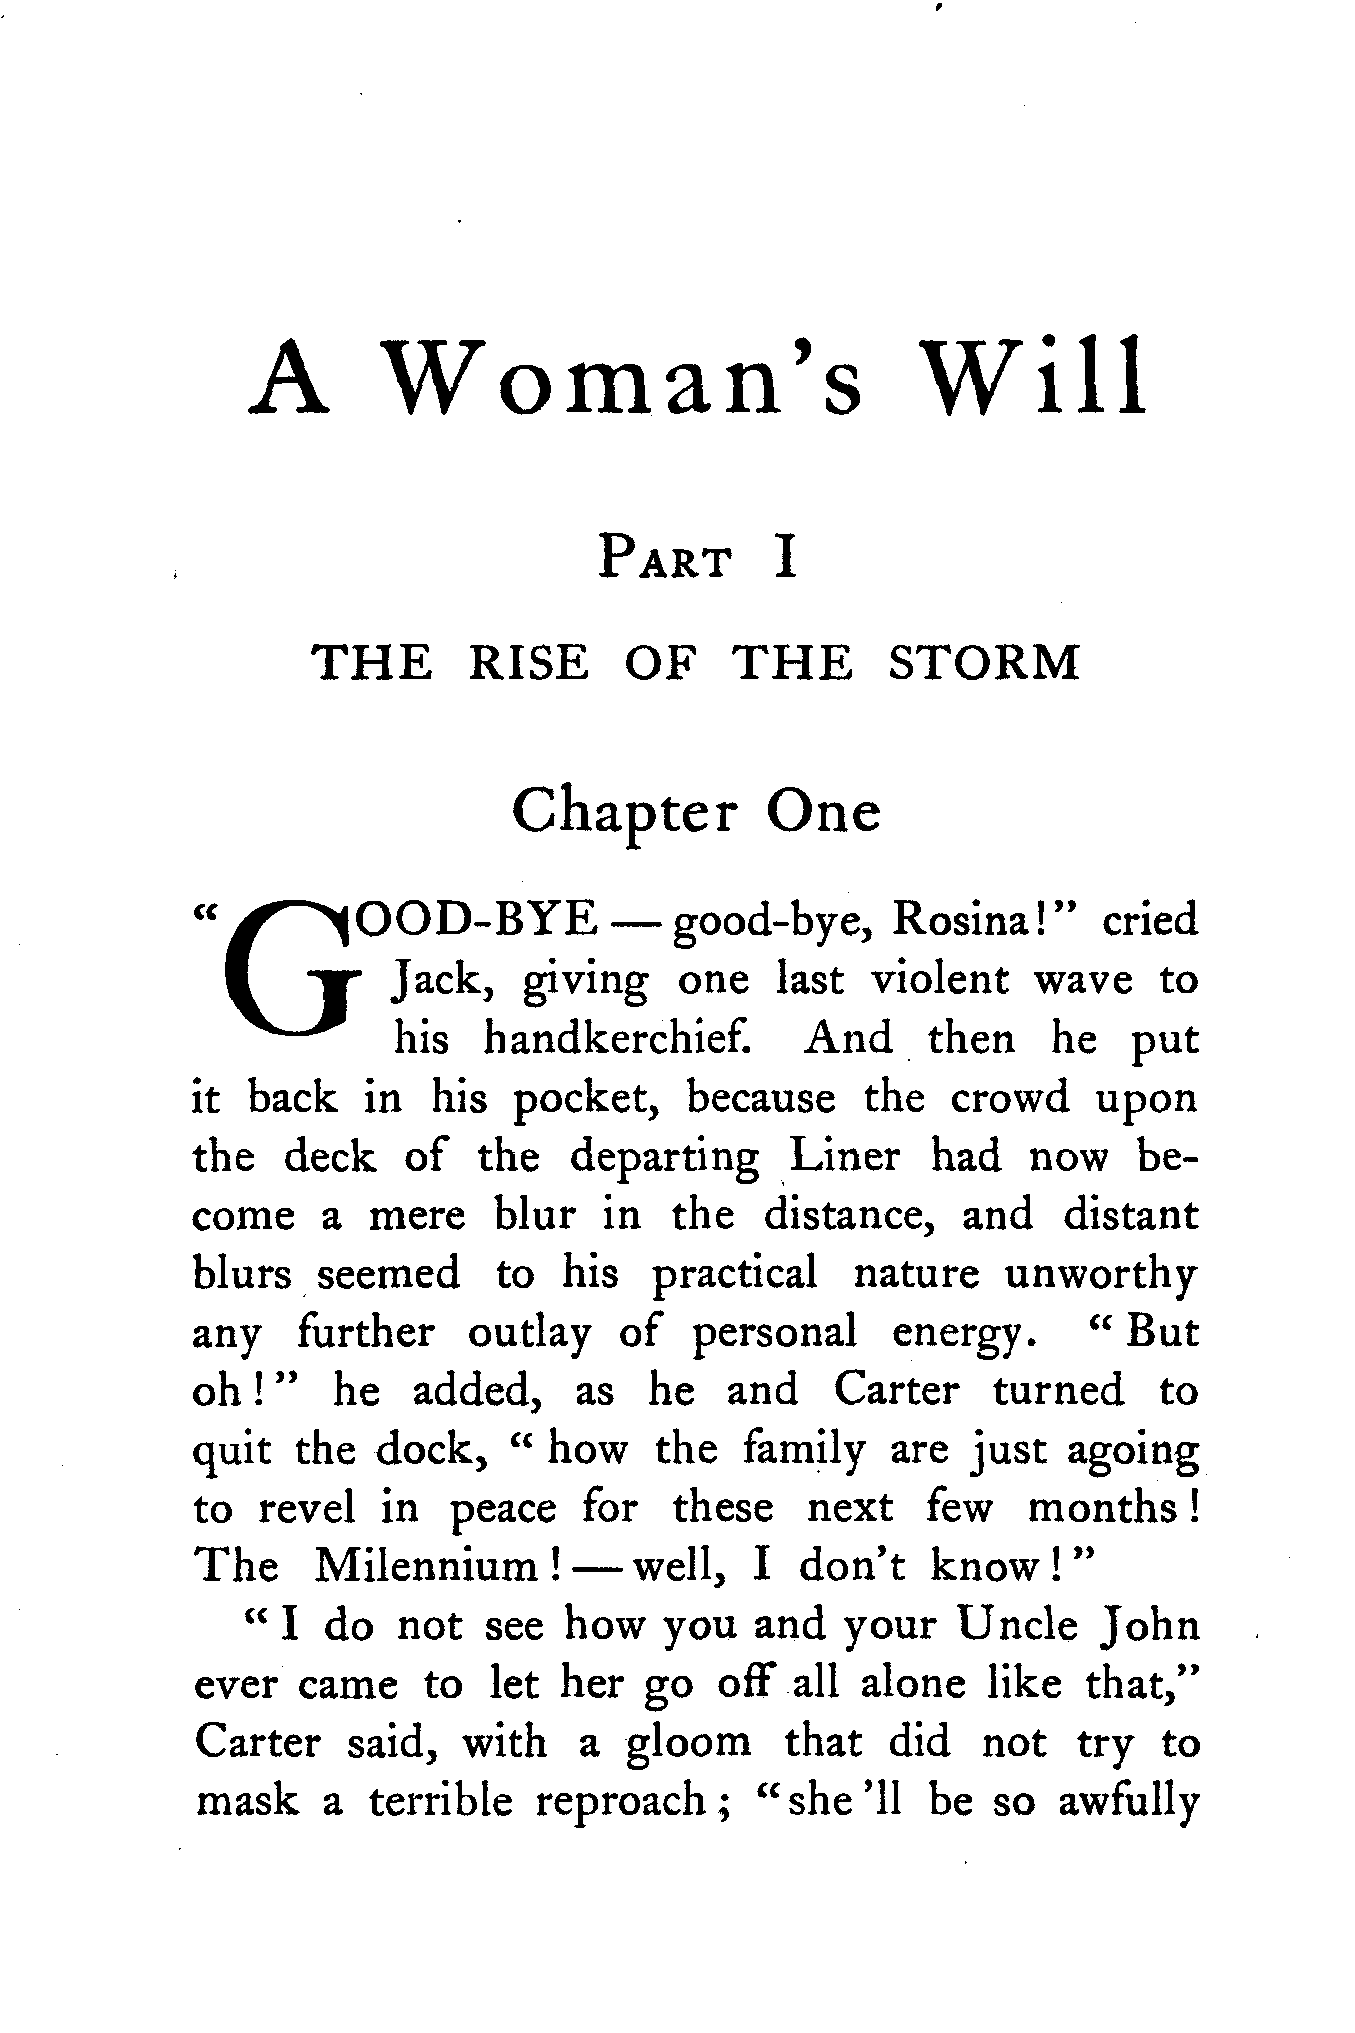 A Woman's Will
PART I
THE RISE OF THE STORM
Chapter One
“GOOD-BYE — good-bye, Rosina!” cried
Jack, giving one last violent wave to
his handkerchief. And then he put
it back in his pocket, because the crowd upon
the deck of the departing Liner had now be-
come a mere blur in the distance, and distant
blurs seemed to his practical nature unworthy
any further outlay of personal energy. “But
oh!” he added, as he and Carter turned to
quit the dock, “how the family are just agoing
to revel in peace for these next few months!
The Milennium! — well, I don't know!”
“I do not see how you and your Uncle John
ever came to let her go off all alone like that,”
Carter said, with a gloom that did not try to
mask a terrible reproach; “she 'll be so awfully